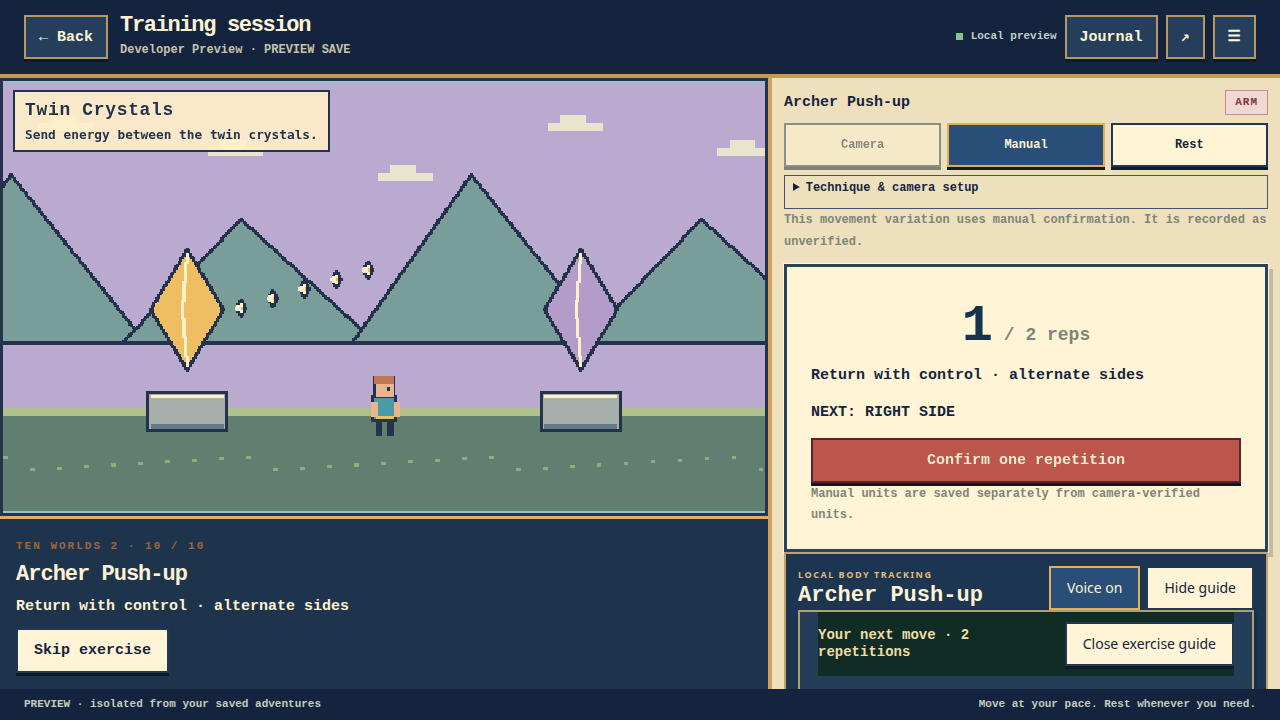 ← Back
Training session
Developer Preview · PREVIEW SAVE
Local preview
Journal
↗
☰
Twin Crystals
Send energy between the twin crystals.
TEN WORLDS 2 · 10 / 10
Archer Push-up
Return with control · alternate sides
Skip exercise
Archer Push-up
ARM
Camera
Manual
Rest
▶ Technique & camera setup
This movement variation uses manual confirmation. It is recorded as
unverified.
1 / 2 reps
Return with control · alternate sides
NEXT: RIGHT SIDE
Confirm one repetition
Manual units are saved separately from camera-verified
units.
LOCAL BODY TRACKING
Archer Push-up
Voice on
Hide guide
Your next move · 2
repetitions
Close exercise guide
PREVIEW · isolated from your saved adventures
Move at your pace. Rest whenever you need.